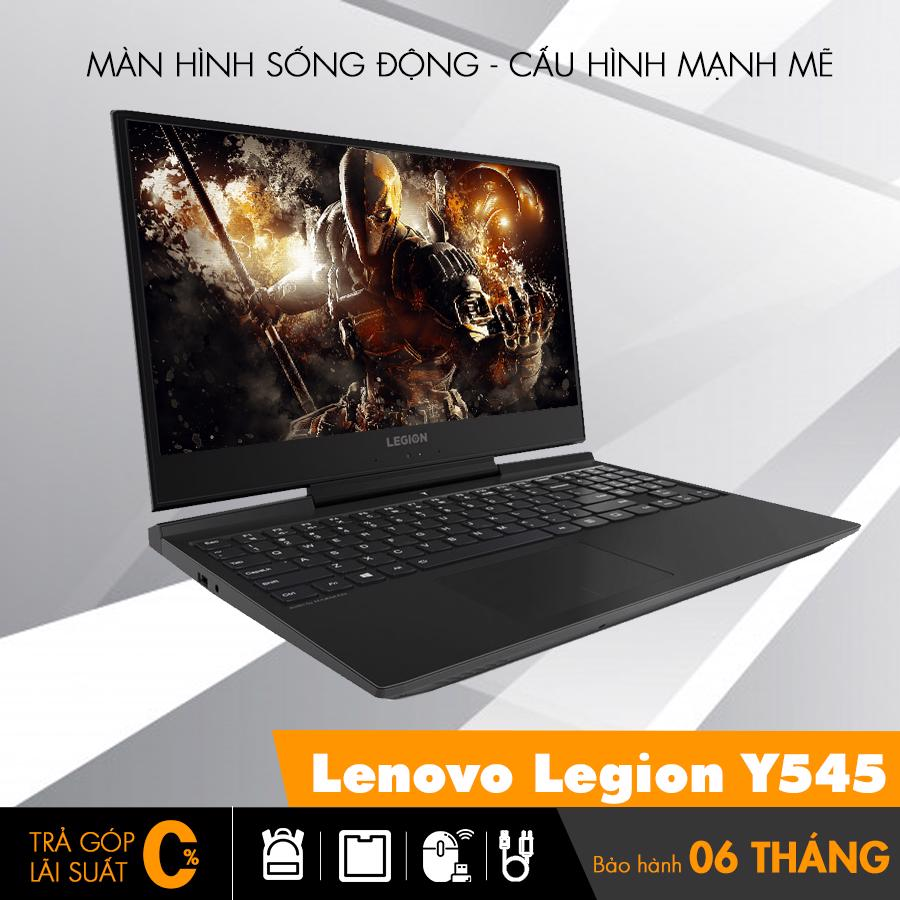 MÀN HÌNH SỐNG ĐỘNG - CẤU HÌNH MẠNH MẼ
LEGION
Lenovo Legion Y545
TRẢ GÓP
LÃI SUẤT
0%
Bảo hành 06 THÁNG